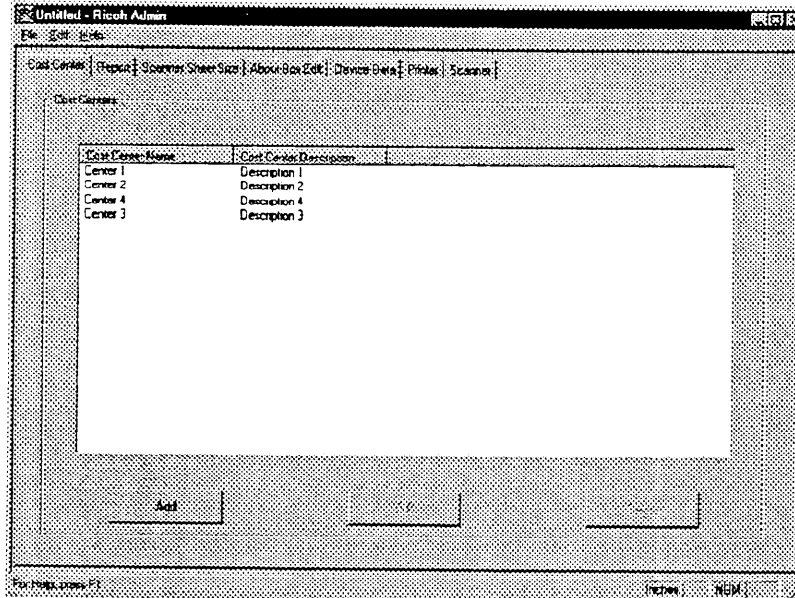 Untitled - Ricoh Admin
File Edit Help
Cost Center Report Scanner Sheet Size About Box Edit Device Data Printer Scanner
Cost Centers
Cost Center Name Cost Center Description
Center 1 Description 1
Center 2 Description 2
Center 4 Description 4
Center 3 Description 3
Add
For Help, press F1 Inches NUM